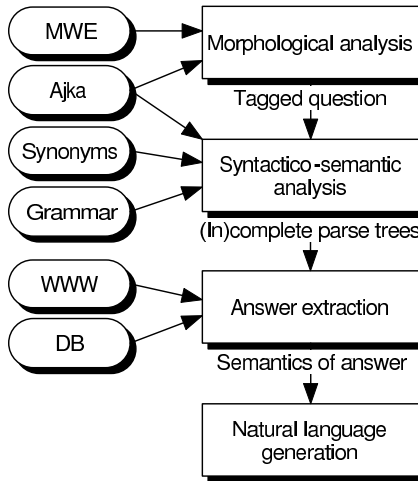 MWE
Morphological analysis
Ajka
Tagged question
Synonyms
Syntactico-semantic
analysis
Grammar
(In)complete parse trees
WWW
Answer extraction
DB
Semantics of answer
Natural language
generation